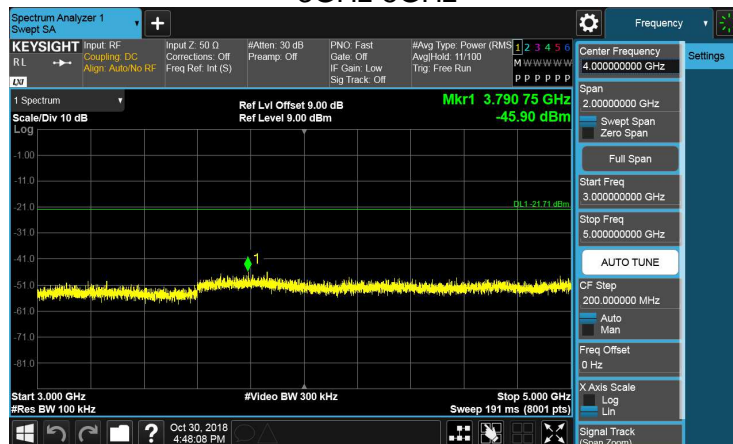 Spectrum Analyzer 1
Swept SA
+
Frequency
KEYSIGHT
RL
LXI
Input: RF
Coupling: DC
Align: Auto/No RF
Input Z: 50 Ω
Corrections: Off
Freq Ref: Int (S)
#Atten: 30 dB
Preamp: Off
PNO: Fast
Gate: Off
IF Gain: Low
Sig Track: Off
#Avg Type: Power (RMS
Avg|Hold: 11/100
Trig: Free Run
1 2 3 4 5 6
M W W W W W
P P P P P P
1 Spectrum
Scale/Div 10 dB
Ref Lvl Offset 9.00 dB
Ref Level 9.00 dBm
Mkr1 3.790 75 GHz
-45.90 dBm
Log
-1.00
-11.0
-21.0
-31.0
-41.0
-51.0
-61.0
-71.0
-81.0
DL1 -21.71 dBm
1
Start 3.000 GHz
#Res BW 100 kHz
#Video BW 300 kHz
Stop 5.000 GHz
Sweep 191 ms (8001 pts)
?
Oct 30, 2018
4:48:08 PM
Center Frequency
4.000000000 GHz
Settings
Span
2.00000000 GHz
Swept Span
Zero Span
Full Span
Start Freq
3.000000000 GHz
Stop Freq
5.000000000 GHz
AUTO TUNE
CF Step
200.000000 MHz
Auto
Man
Freq Offset
0 Hz
X Axis Scale
Log
Lin
Signal Track
(Span Zoom)